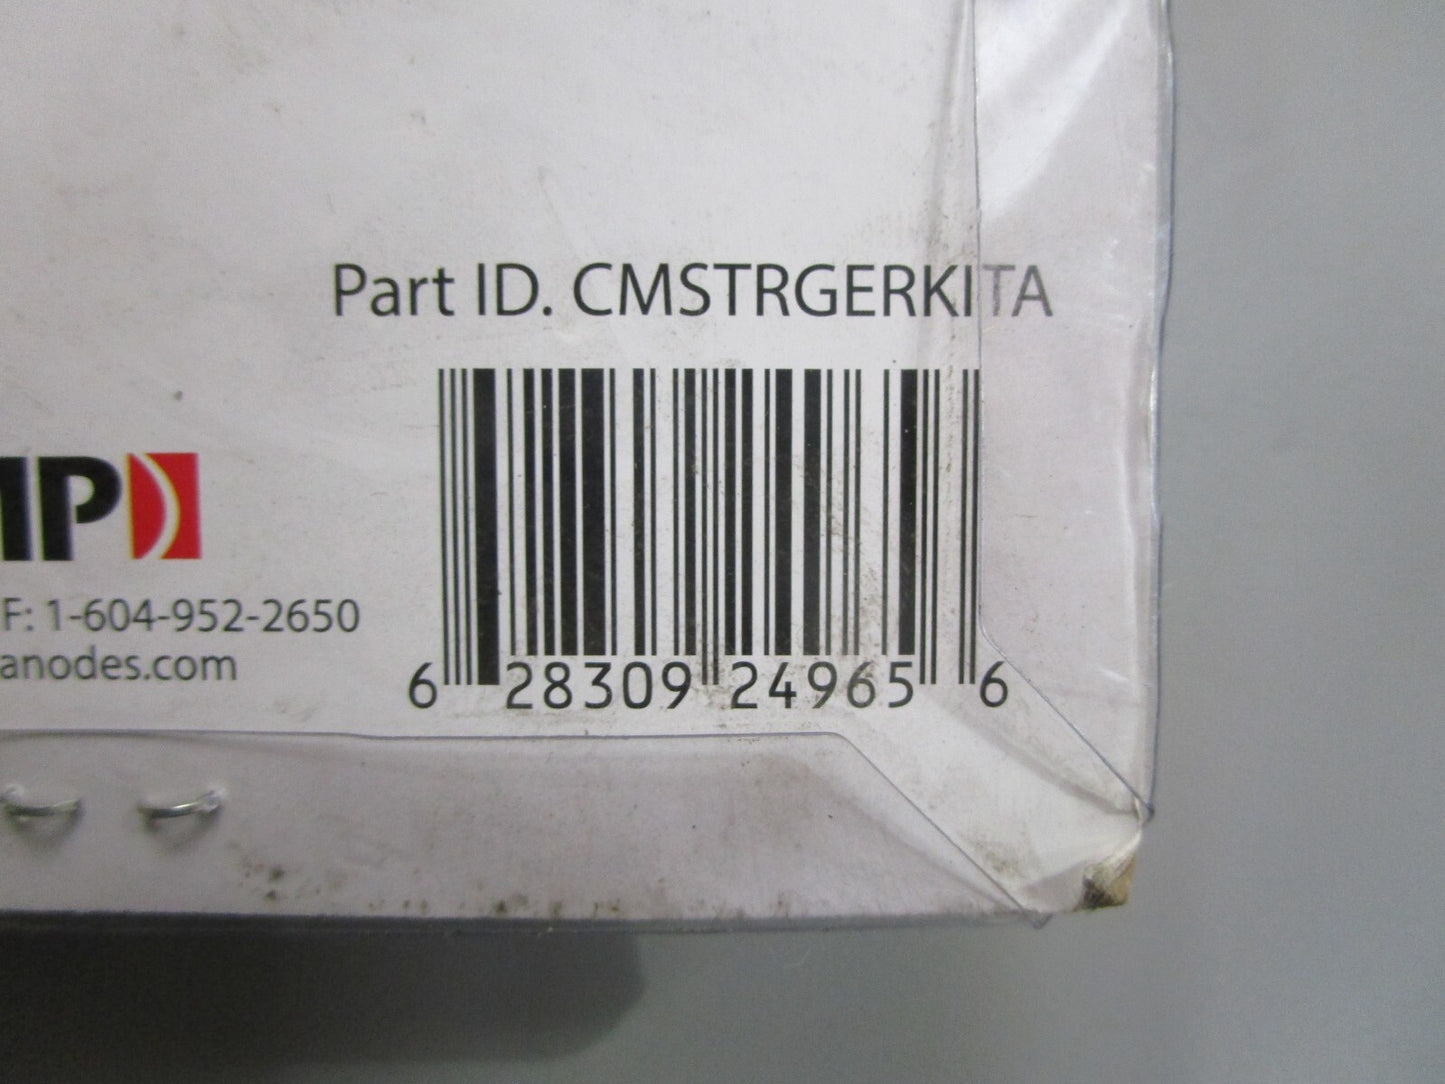 Part ID. CMSTRGERKITA
MP
F: 1-604-952-2650
anodes.com
6 28309 24965 6